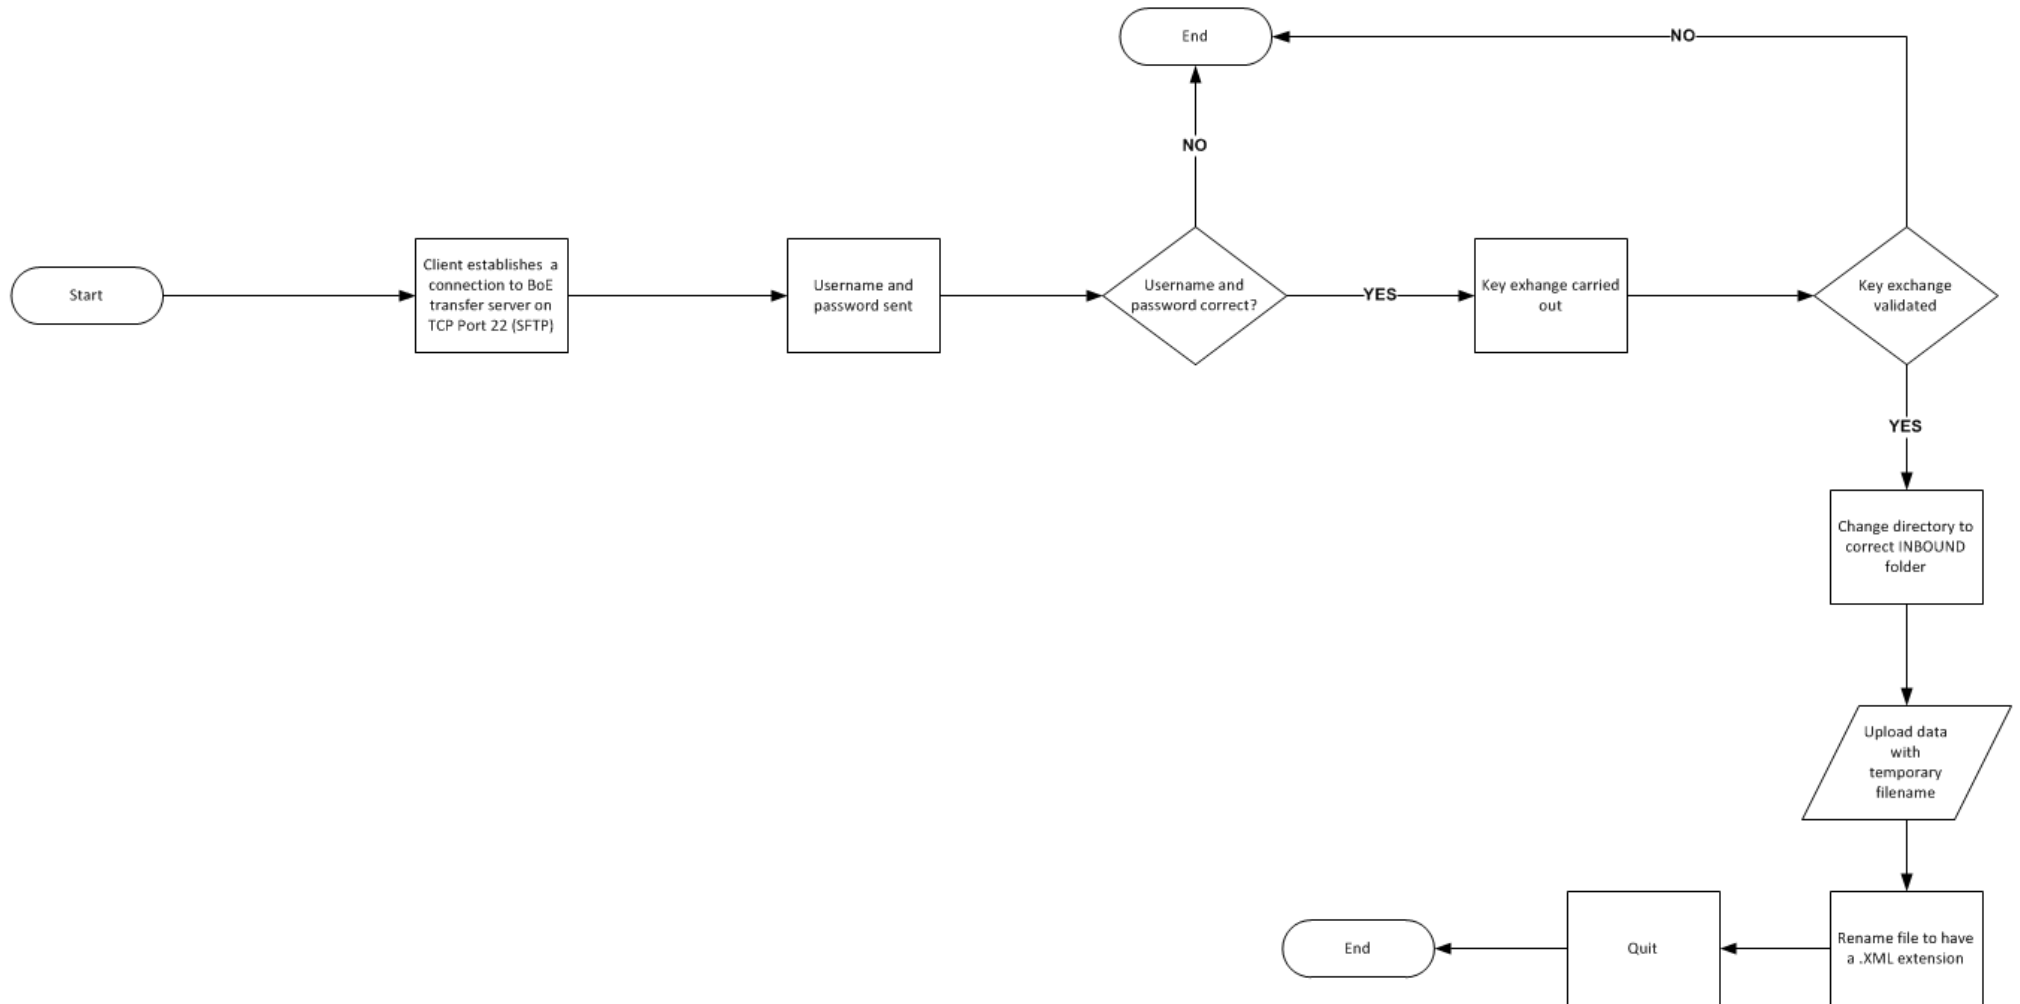 End
NO
NO
Start
Client establishes a
connection to BoE
transfer server on
TCP Port 22 (SFTP)
Username and
password sent
Username and
password correct?
YES
Key exhange carried
out
Key exchange
validated
YES
Change directory to
correct INBOUND
folder
Upload data
with
temporary
filename
Rename file to have
a .XML extension
Quit
End